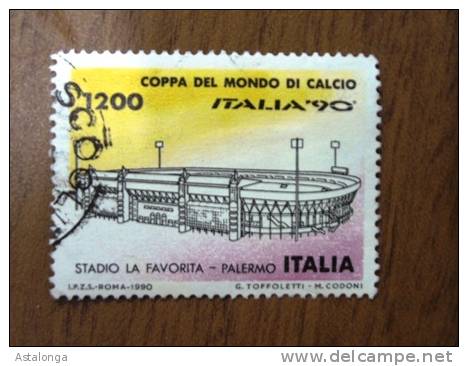 COPPA DEL MONDO DI CALCIO
1200 ITALIA '90
STADIO LA FAVORITA - PALERMO ITALIA
I.P.Z.S. - ROMA - 1990 G. TOFFOLETTI - M. CODONI
Astalonga delcampe.net